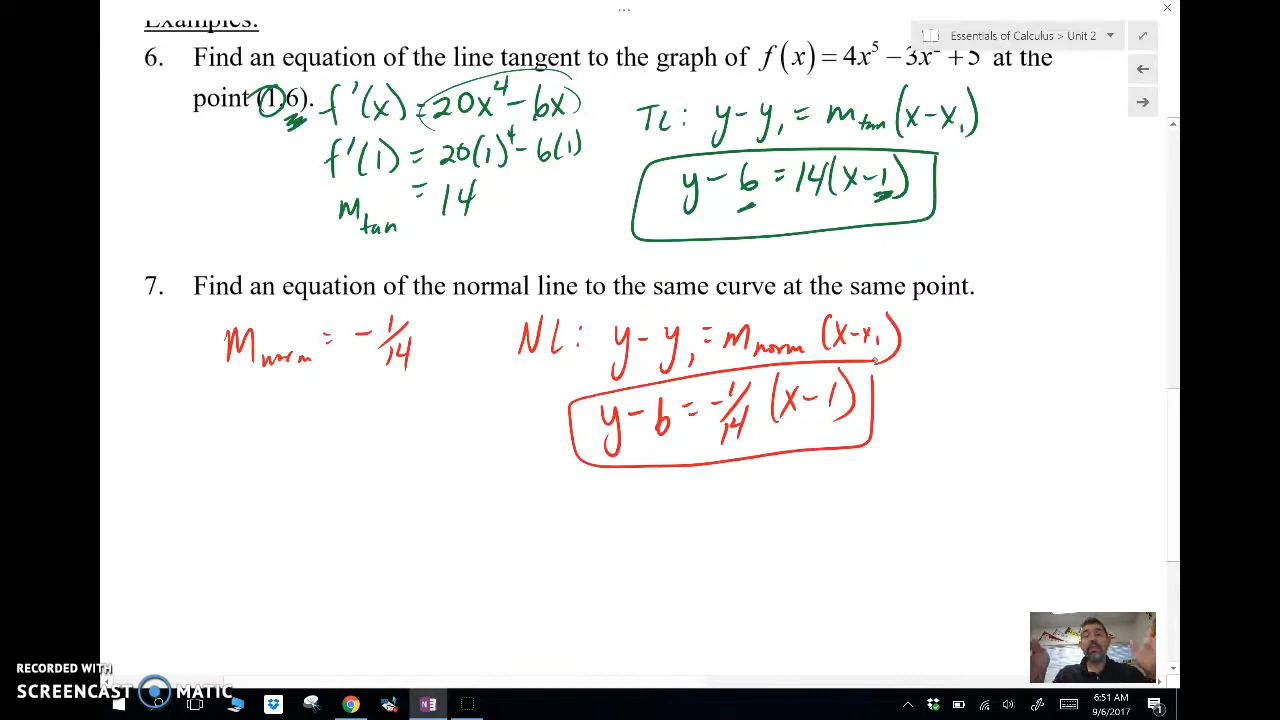 Examples:
Essentials of Calculus > Unit 2
6. Find an equation of the line tangent to the graph of f(x) = 4x⁵ − 3x² + 5 at the
point (1,6).
f'(x) = 20x⁴ − 6x
f'(1) = 20(1)⁴ − 6(1)
m_tan = 14
TL: y − y₁ = m_tan (x − x₁)
y − 6 = 14(x − 1)
7. Find an equation of the normal line to the same curve at the same point.
m_norm = −1/14
NL: y − y₁ = m_norm (x − x₁)
y − 6 = −1/14 (x − 1)
RECORDED WITH
SCREENCAST MATIC
6:51 AM
9/6/2017